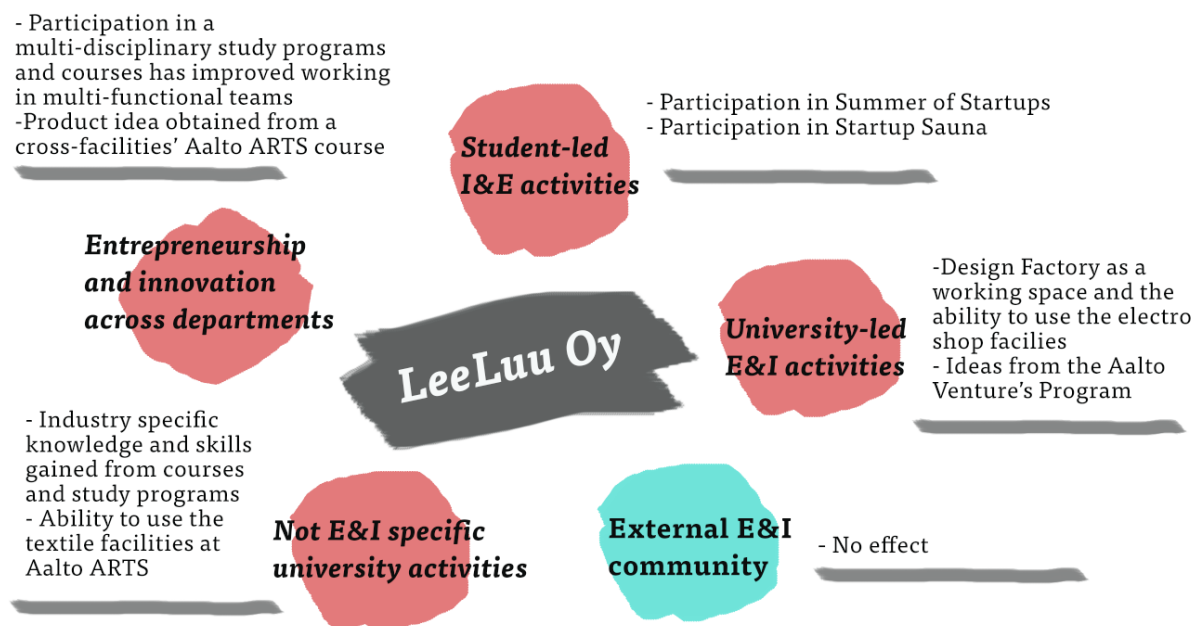 - Participation in a
multi-disciplinary study programs
and courses has improved working
in multi-functional teams
-Product idea obtained from a
cross-facilities' Aalto ARTS course
Student-led
I&E activities
- Participation in Summer of Startups
- Participation in Startup Sauna
Entrepreneurship
and innovation
across departments
LeeLuu Oy
University-led
E&I activities
-Design Factory as a
working space and the
ability to use the electro
shop facilies
- Ideas from the Aalto
Venture's Program
- Industry specific
knowledge and skills
gained from courses
and study programs
- Ability to use the
textile facilities at
Aalto ARTS
Not E&I specific
university activities
External E&I
community
- No effect